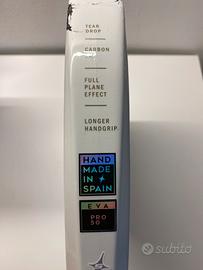 TEAR
DROP
CARBON
FULL
PLANE
EFFECT
LONGER
HANDGRIP
HAND
MADE
IN
SPAIN
EVA
PRO
50
subito